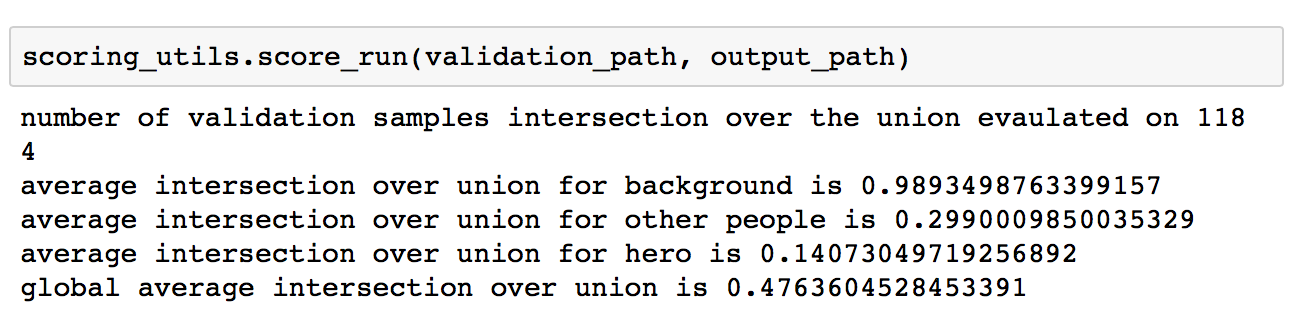 scoring_utils.score_run(validation_path, output_path)
number of validation samples intersection over the union evaulated on 118
4
average intersection over union for background is 0.9893498763399157
average intersection over union for other people is 0.2990009850035329
average intersection over union for hero is 0.14073049719256892
global average intersection over union is 0.4763604528453391